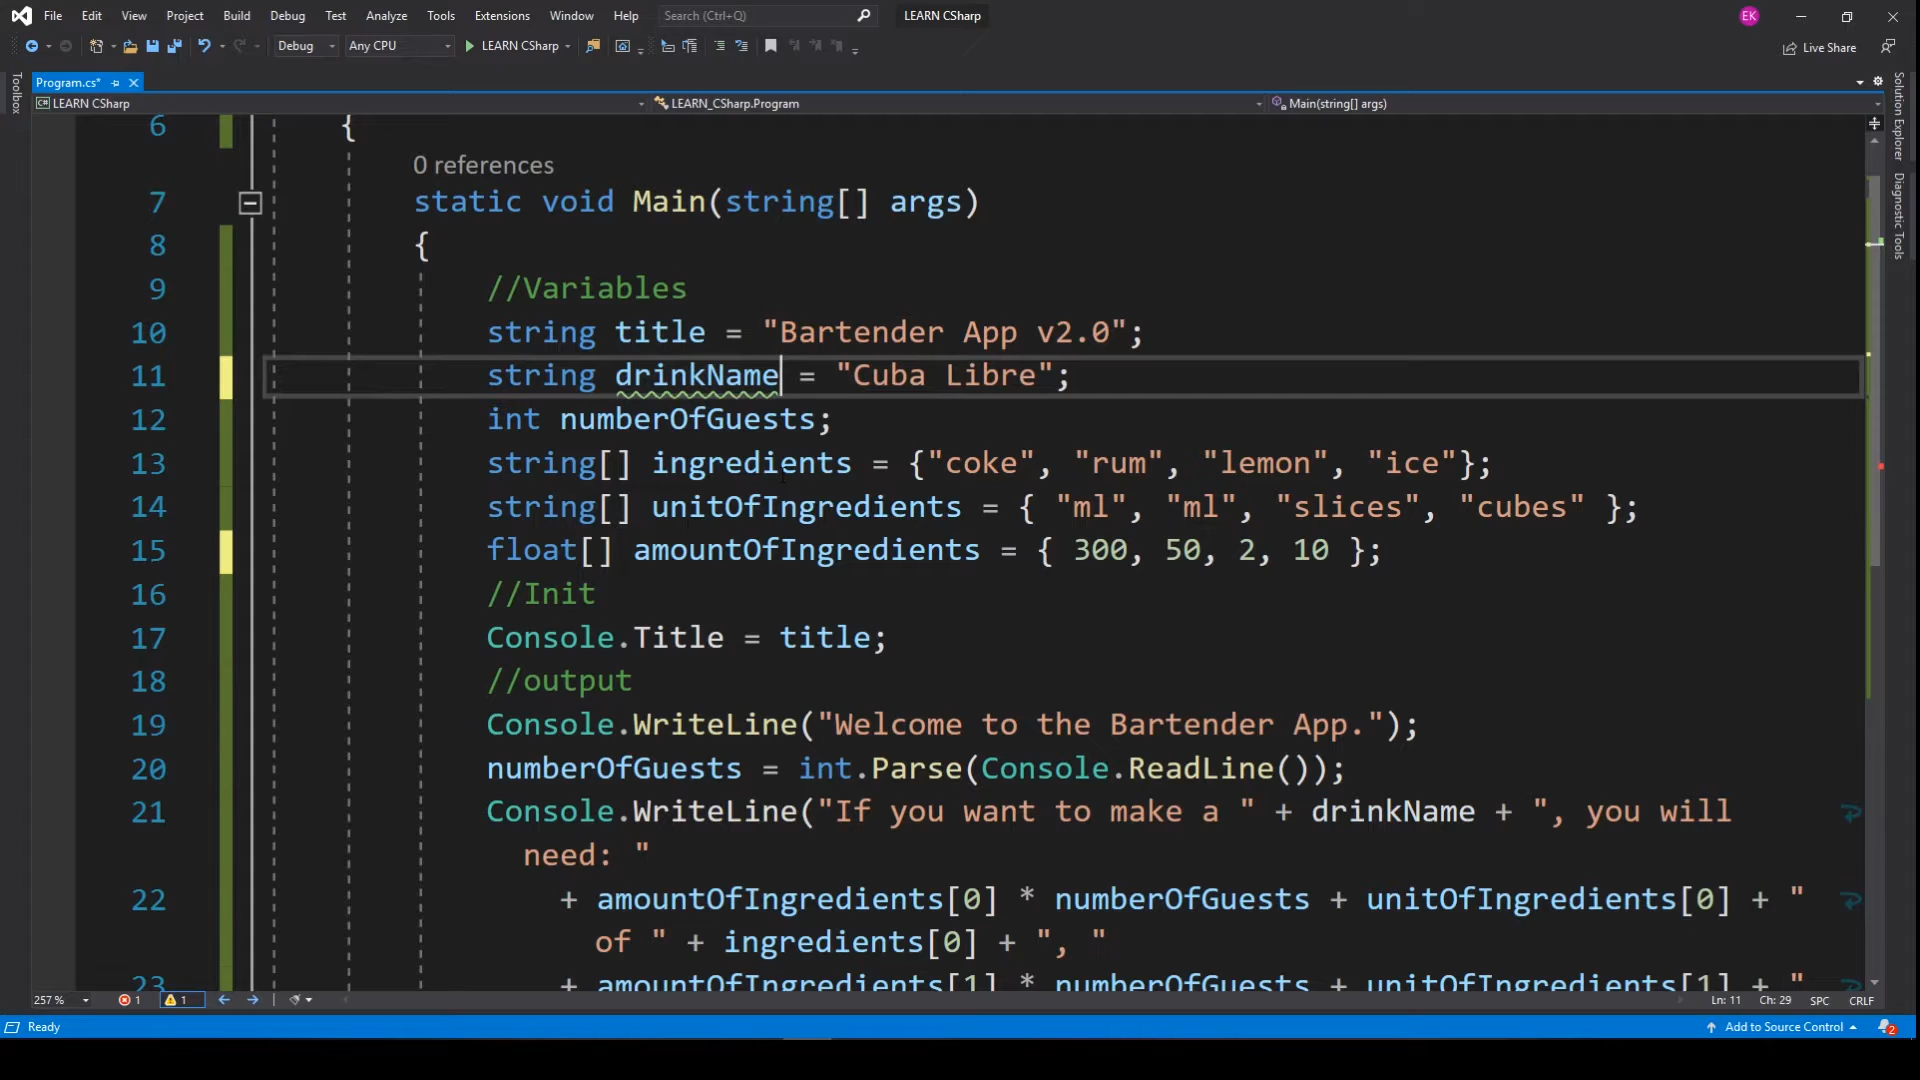 File Edit View Project Build Debug Test Analyze Tools Extensions Window Help Search (Ctrl+Q) LEARN CSharp EK
Debug Any CPU LEARN CSharp Live Share
Program.cs*
LEARN CSharp LEARN_CSharp.Program Main(string[] args)
Toolbox
Solution Explorer
Diagnostic Tools
6 {
0 references
7 static void Main(string[] args)
8 {
9 //Variables
10 string title = "Bartender App v2.0";
11 string drinkName = "Cuba Libre";
12 int numberOfGuests;
13 string[] ingredients = {"coke", "rum", "lemon", "ice"};
14 string[] unitOfIngredients = { "ml", "ml", "slices", "cubes" };
15 float[] amountOfIngredients = { 300, 50, 2, 10 };
16 //Init
17 Console.Title = title;
18 //output
19 Console.WriteLine("Welcome to the Bartender App.");
20 numberOfGuests = int.Parse(Console.ReadLine());
21 Console.WriteLine("If you want to make a " + drinkName + ", you will
need: "
22 + amountOfIngredients[0] * numberOfGuests + unitOfIngredients[0] + "
of " + ingredients[0] + ", "
23 + amountOfIngredients[1] * numberOfGuests + unitOfIngredients[1] + "
257 % 1 1 Ln: 11 Ch: 29 SPC CRLF
Ready Add to Source Control 2